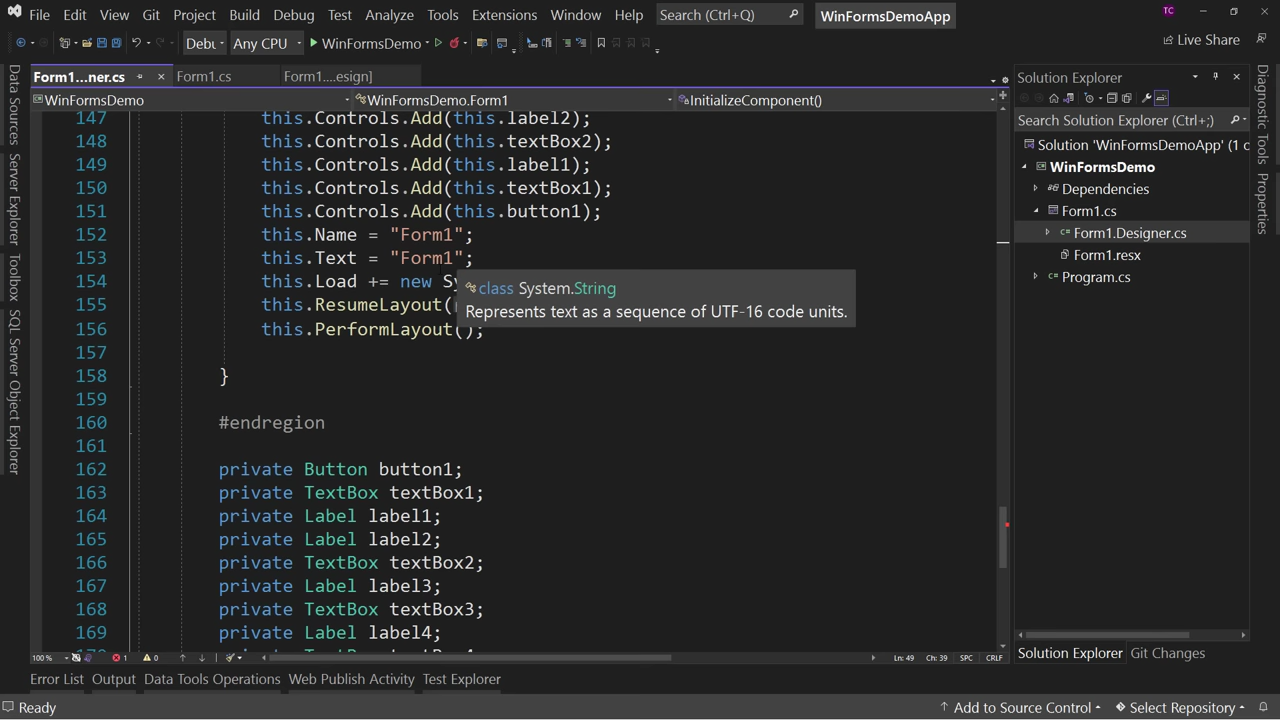 File Edit View Git Project Build Debug Test Analyze Tools Extensions Window Help Search (Ctrl+Q) WinFormsDemoApp TC
Debu Any CPU WinFormsDemo Live Share
Form1...ner.cs Form1.cs Form1....esign]
WinFormsDemo WinFormsDemo.Form1 InitializeComponent()
147 this.Controls.Add(this.label2);
148 this.Controls.Add(this.textBox2);
149 this.Controls.Add(this.label1);
150 this.Controls.Add(this.textBox1);
151 this.Controls.Add(this.button1);
152 this.Name = "Form1";
153 this.Text = "Form1";
154 this.Load += new Sy
class System.String
Represents text as a sequence of UTF-16 code units.
155 this.ResumeLayout(
156 this.PerformLayout();
157
158 }
159
160 #endregion
161
162 private Button button1;
163 private TextBox textBox1;
164 private Label label1;
165 private Label label2;
166 private TextBox textBox2;
167 private Label label3;
168 private TextBox textBox3;
169 private Label label4;
100 % 1 0 Ln: 49 Ch: 39 SPC CRLF
Data Sources
Server Explorer
Toolbox
SQL Server Object Explorer
Solution Explorer
Search Solution Explorer (Ctrl+;)
Solution 'WinFormsDemoApp' (1 o
WinFormsDemo
Dependencies
Form1.cs
Form1.Designer.cs
Form1.resx
Program.cs
Solution Explorer Git Changes
Diagnostic Tools
Properties
Error List Output Data Tools Operations Web Publish Activity Test Explorer
Ready Add to Source Control Select Repository